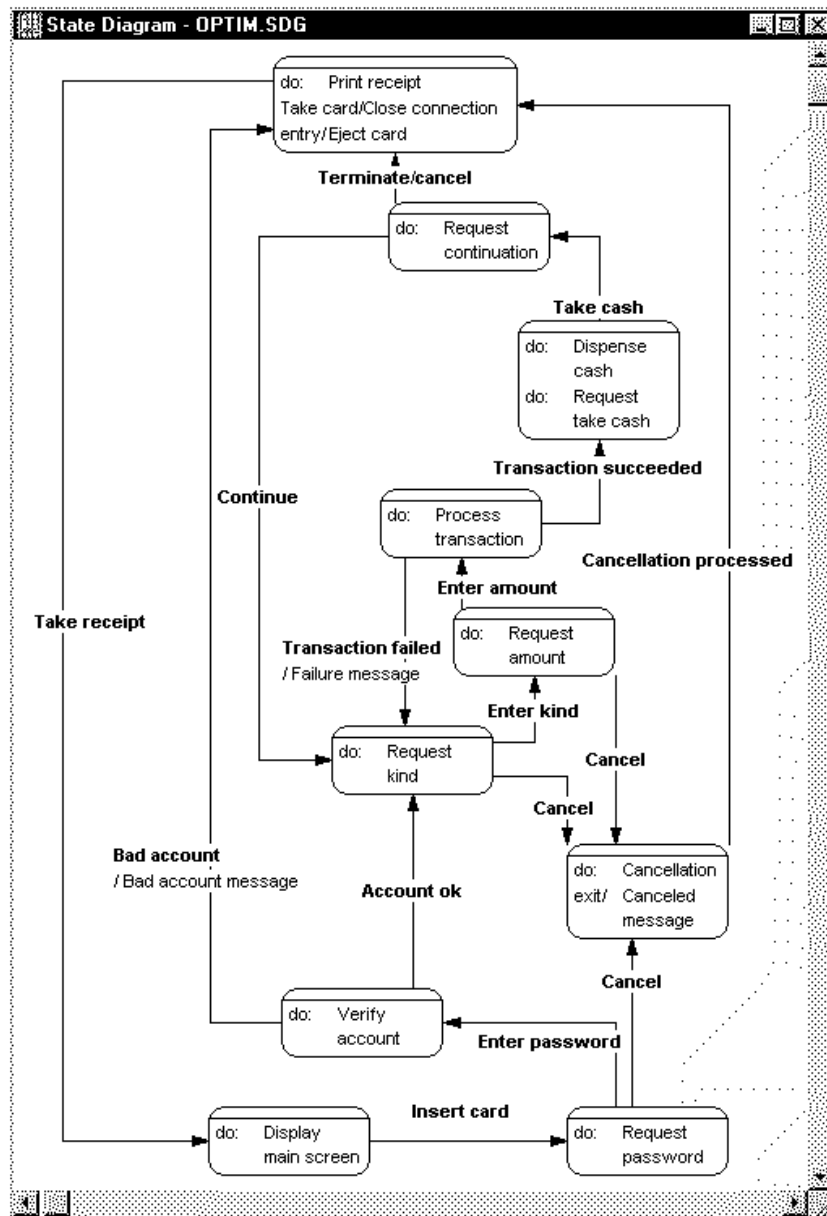 State Diagram - OPTIM.SDG
do: Print receipt
Take card/Close connection
entry/Eject card
Terminate/cancel
do: Request
continuation
Take cash
do: Dispense
cash
do: Request
take cash
Transaction succeeded
Continue
do: Process
transaction
Cancellation processed
Enter amount
Take receipt
do: Request
amount
Transaction failed
/ Failure message
Enter kind
do: Request
kind
Cancel
Cancel
Bad account
/ Bad account message
do: Cancellation
exit/ Canceled
message
Account ok
Cancel
do: Verify
account
Enter password
Insert card
do: Display
main screen
do: Request
password